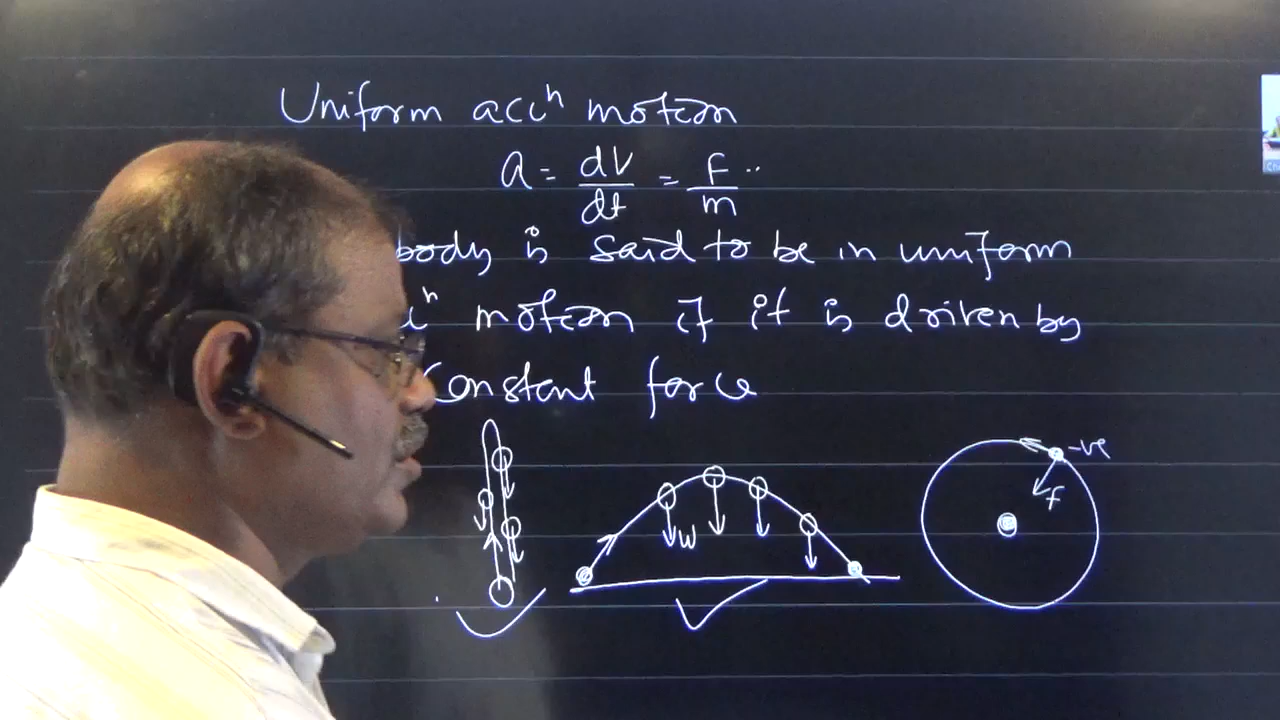 Uniform accⁿ motion
a = dV/dt = F/m ..
body is said to be in uniform
ⁿ motion if it is driven by
Constant force
-ve
f
W